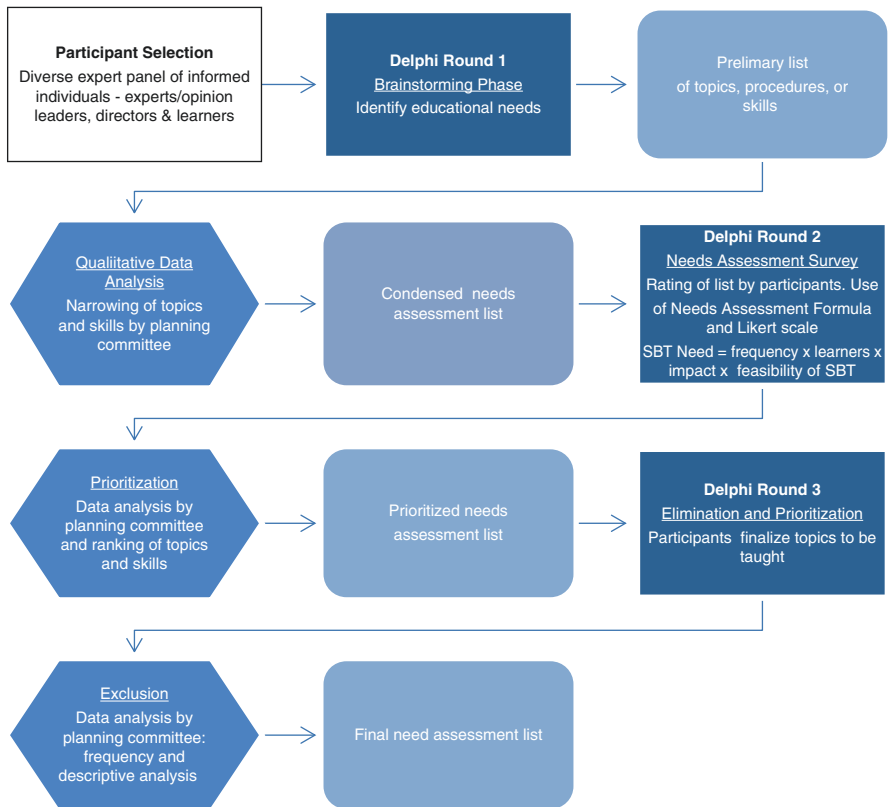 Participant Selection
Diverse expert panel of informed
individuals - experts/opinion
leaders, directors & learners
Delphi Round 1
Brainstorming Phase
Identify educational needs
Prelimary list
of topics, procedures, or
skills
Qualiitative Data
Analysis
Narrowing of topics
and skills by planning
committee
Condensed needs
assessment list
Delphi Round 2
Needs Assessment Survey
Rating of list by participants. Use
of Needs Assessment Formula
and Likert scale
SBT Need = frequency x learners x
impact x feasibility of SBT
Prioritization
Data analysis by
planning committee
and ranking of topics
and skills
Prioritized needs
assessment list
Delphi Round 3
Elimination and Prioritization
Participants finalize topics to be
taught
Exclusion
Data analysis by
planning committee:
frequency and
descriptive analysis
Final need assessment list